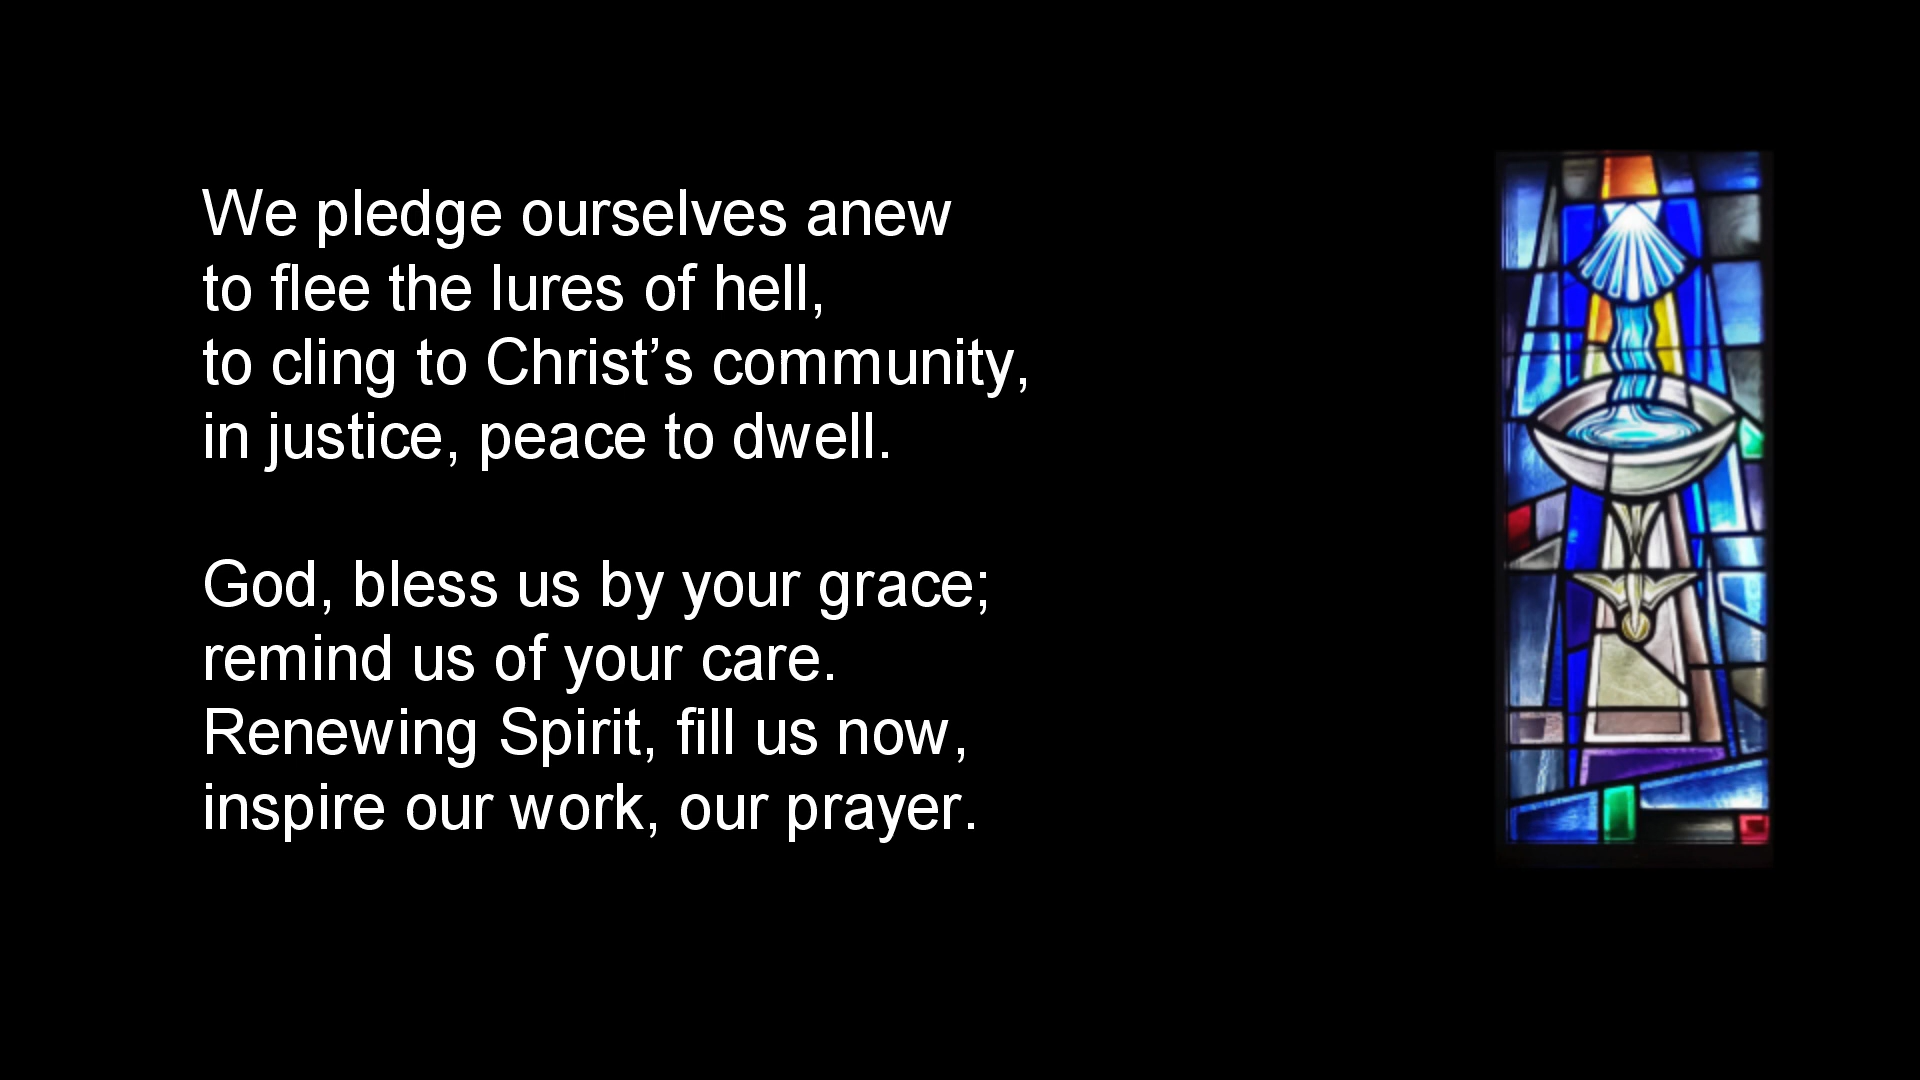 We pledge ourselves anew
to flee the lures of hell,
to cling to Christ’s community,
in justice, peace to dwell.
God, bless us by your grace;
remind us of your care.
Renewing Spirit, fill us now,
inspire our work, our prayer.